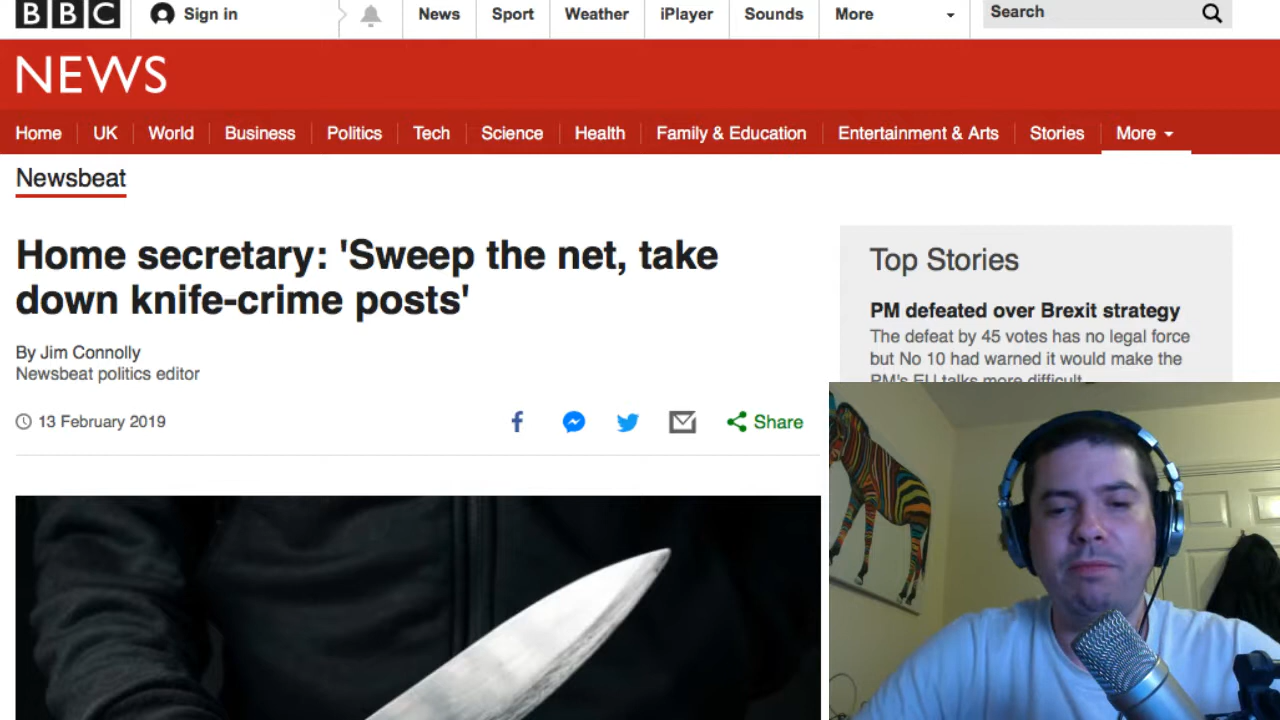 BBC
Sign in
News
Sport
Weather
iPlayer
Sounds
More
Search
NEWS
Home
UK
World
Business
Politics
Tech
Science
Health
Family & Education
Entertainment & Arts
Stories
More
Newsbeat
Home secretary: 'Sweep the net, take
down knife-crime posts'
By Jim Connolly
Newsbeat politics editor
13 February 2019
Share
Top Stories
PM defeated over Brexit strategy
The defeat by 45 votes has no legal force
but No 10 had warned it would make the
PM's EU talks more difficult